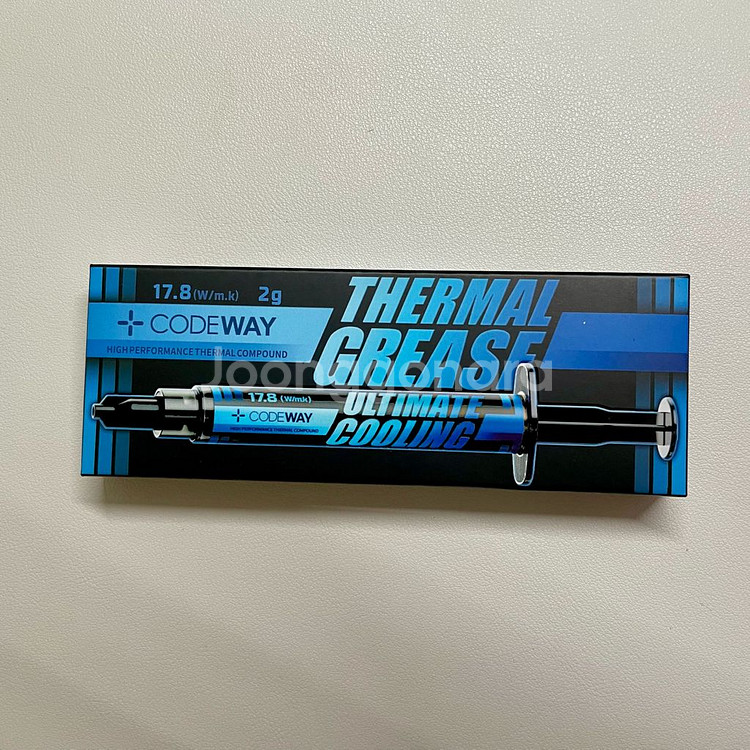 17.8 (W/m.k) 2g
CODEWAY
HIGH PERFORMANCE THERMAL COMPOUND
THERMAL
GREASE
Joongonara
17.8 (W/mk)
CODEWAY
HIGH PERFORMANCE THERMAL COMPOUND
ULTIMATE
COOLING